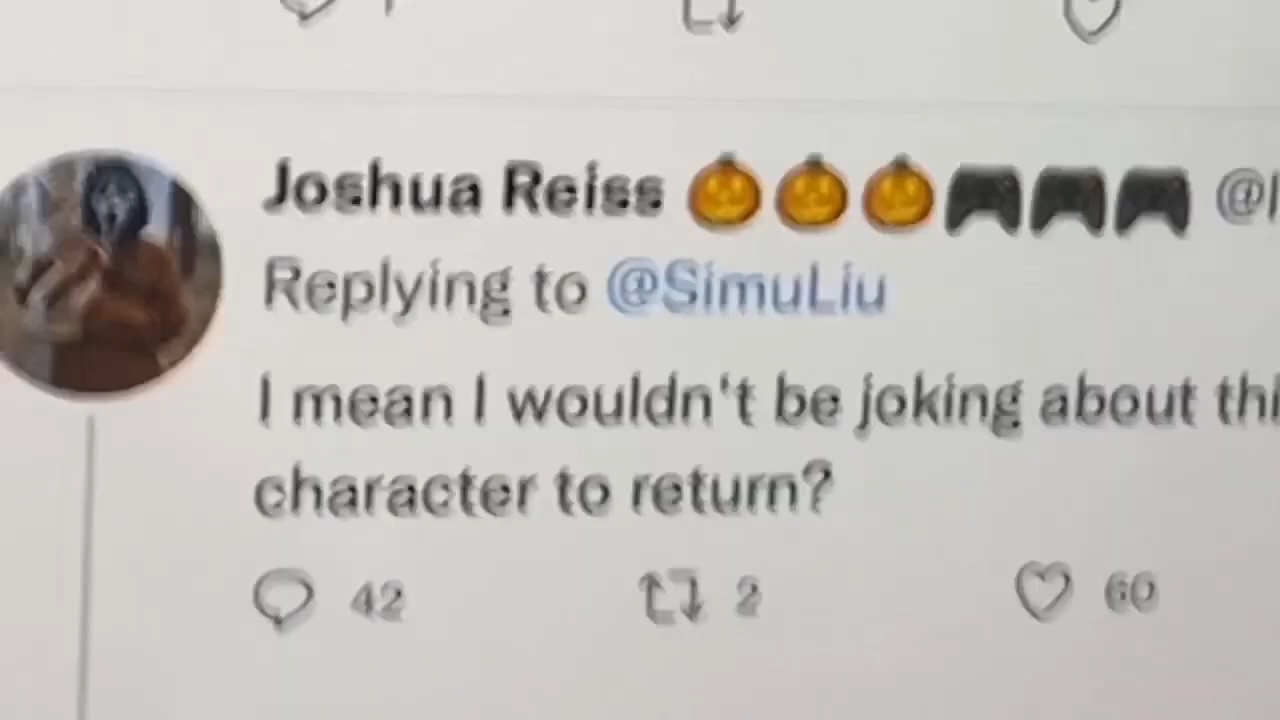 Joshua Reiss 🎃🎃🎃🎮🎮🎮
Replying to @SimuLiu
I mean I wouldn't be joking about
character to return?
42 2 60